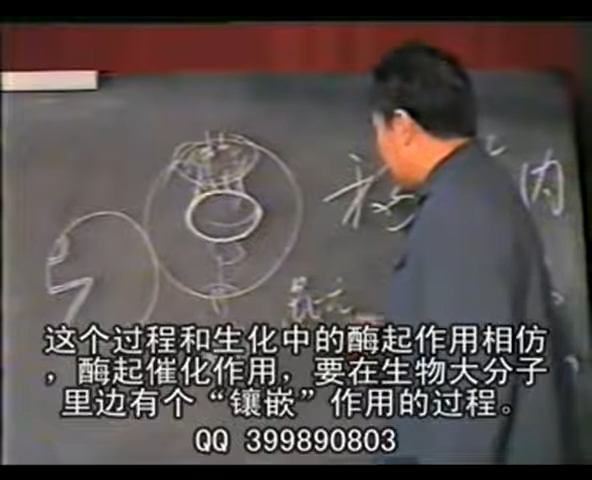 内
这个过程和生化中的酶起作用相仿
，酶起催化作用，要在生物大分子
里边有个“镶嵌”作用的过程。
QQ 399890803